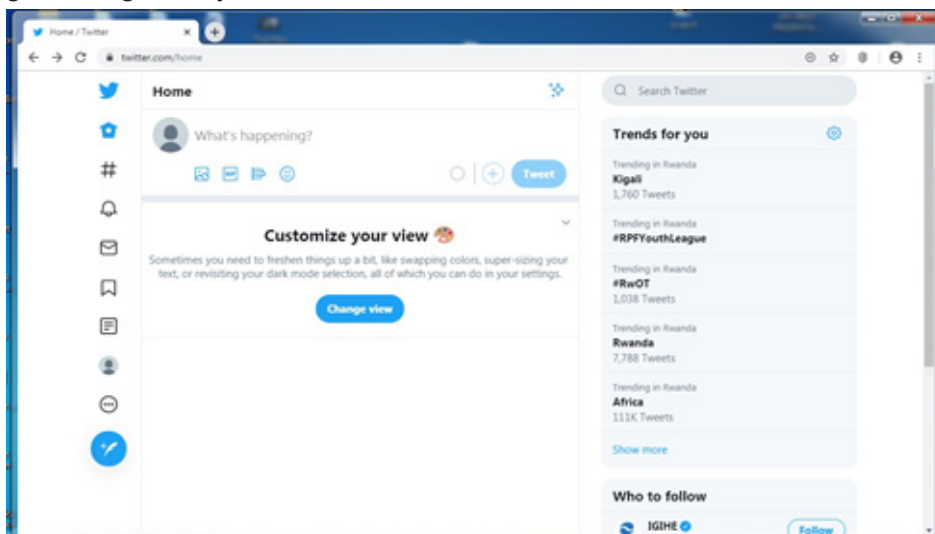 Home / Twitter
twitter.com/home
Home
What's happening?
GIF
Tweet
Customize your view
Sometimes you need to freshen things up a bit, like swapping colors, super-sizing your
text, or revisiting your dark mode selection, all of which you can do in your settings.
Change view
Search Twitter
Trends for you
Trending in Rwanda
Kigali
1,760 Tweets
Trending in Rwanda
#RPFYouthLeague
Trending in Rwanda
#RwOT
1,038 Tweets
Trending in Rwanda
Rwanda
7,788 Tweets
Trending in Rwanda
Africa
111K Tweets
Show more
Who to follow
IGIHE
Follow